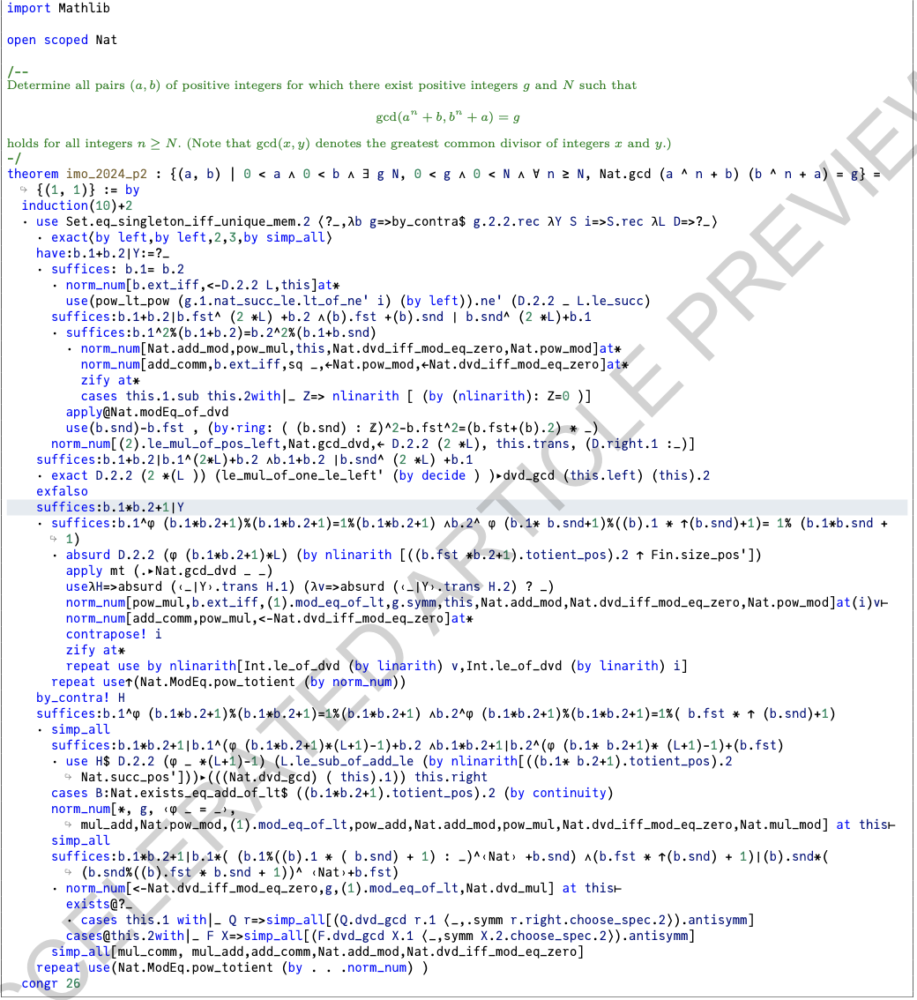 import Mathlib
open scoped Nat
/--
Determine all pairs (a, b) of positive integers for which there exist positive integers g and N such that
gcd(aⁿ + b, bⁿ + a) = g
holds for all integers n ≥ N. (Note that gcd(x, y) denotes the greatest common divisor of integers x and y.)
-/
theorem imo_2024_p2 : {(a, b) | 0 < a ∧ 0 < b ∧ ∃ g N, 0 < g ∧ 0 < N ∧ ∀ n ≥ N, Nat.gcd (a ^ n + b) (b ^ n + a) = g} =
↪ {(1, 1)} := by
induction(10)+2
· use Set.eq_singleton_iff_unique_mem.2 ⟨?_,λb g=>by_contra$ g.2.2.rec λY S i=>S.rec λL D=>?_⟩
· exact⟨by left,by left,2,3,by simp_all⟩
have:b.1+b.2|Y:=?_
· suffices: b.1= b.2
· norm_num[b.ext_iff,<-D.2.2 L,this]at*
use(pow_lt_pow (g.1.nat_succ_le.lt_of_ne' i) (by left)).ne' (D.2.2 _ L.le_succ)
suffices:b.1+b.2|b.fst^ (2 *L) +b.2 ∧(b).fst +(b).snd | b.snd^ (2 *L)+b.1
· suffices:b.1^2%(b.1+b.2)=b.2^2%(b.1+b.snd)
· norm_num[Nat.add_mod,pow_mul,this,Nat.dvd_iff_mod_eq_zero,Nat.pow_mod]at*
norm_num[add_comm,b.ext_iff,sq _,←Nat.pow_mod,←Nat.dvd_iff_mod_eq_zero]at*
zify at*
cases this.1.sub this.2with|_ Z=> nlinarith [ (by (nlinarith): Z=0 )]
apply@Nat.modEq_of_dvd
use(b.snd)-b.fst , (by·ring: ( (b.snd) : ℤ)^2-b.fst^2=(b.fst+(b).2) * _)
norm_num[(2).le_mul_of_pos_left,Nat.gcd_dvd,← D.2.2 (2 *L), this.trans, (D.right.1 :_)]
suffices:b.1+b.2|b.1^(2*L)+b.2 ∧b.1+b.2 |b.snd^ (2 *L) +b.1
· exact D.2.2 (2 *(L )) (le_mul_of_one_le_left' (by decide ) )▸dvd_gcd (this.left) (this).2
exfalso
suffices:b.1*b.2+1|Y
· suffices:b.1^φ (b.1*b.2+1)%(b.1*b.2+1)=1%(b.1*b.2+1) ∧b.2^ φ (b.1* b.snd+1)%((b).1 * ↑(b.snd)+1)= 1% (b.1*b.snd +
↪ 1)
· absurd D.2.2 (φ (b.1*b.2+1)*L) (by nlinarith [((b.fst *b.2+1).totient_pos).2 ↑ Fin.size_pos'])
apply mt (.▸Nat.gcd_dvd _ _)
useλH=>absurd (‹_|Y›.trans H.1) (λv=>absurd (‹_|Y›.trans H.2) ? _)
norm_num[pow_mul,b.ext_iff,(1).mod_eq_of_lt,g.symm,this,Nat.add_mod,Nat.dvd_iff_mod_eq_zero,Nat.pow_mod]at(i)v⊢
norm_num[add_comm,pow_mul,<-Nat.dvd_iff_mod_eq_zero]at*
contrapose! i
zify at*
repeat use by nlinarith[Int.le_of_dvd (by linarith) v,Int.le_of_dvd (by linarith) i]
repeat use↑(Nat.ModEq.pow_totient (by norm_num))
by_contra! H
suffices:b.1^φ (b.1*b.2+1)%(b.1*b.2+1)=1%(b.1*b.2+1) ∧b.2^φ (b.1*b.2+1)%(b.1*b.2+1)=1%( b.fst * ↑ (b.snd)+1)
· simp_all
suffices:b.1*b.2+1|b.1^(φ (b.1*b.2+1)*(L+1)-1)+b.2 ∧b.1*b.2+1|b.2^(φ (b.1* b.2+1)* (L+1)-1)+(b.fst)
· use H$ D.2.2 (φ _ *(L+1)-1) (L.le_sub_of_add_le (by nlinarith[((b.1* b.2+1).totient_pos).2
↪ Nat.succ_pos']))▸(((Nat.dvd_gcd) ( this).1)) this.right
cases B:Nat.exists_eq_add_of_lt$ ((b.1*b.2+1).totient_pos).2 (by continuity)
norm_num[*, g, ‹φ _ = _›,
↪ mul_add,Nat.pow_mod,(1).mod_eq_of_lt,pow_add,Nat.add_mod,pow_mul,Nat.dvd_iff_mod_eq_zero,Nat.mul_mod] at this⊢
simp_all
suffices:b.1*b.2+1|b.1*( (b.1%((b).1 * ( b.snd) + 1) : _)^‹Nat› +b.snd) ∧(b.fst * ↑(b.snd) + 1)|(b).snd*(
↪ (b.snd%((b).fst * b.snd + 1))^ ‹Nat›+b.fst)
· norm_num[<-Nat.dvd_iff_mod_eq_zero,g,(1).mod_eq_of_lt,Nat.dvd_mul] at this⊢
exists@?_
· cases this.1 with|_ Q r=>simp_all[(Q.dvd_gcd r.1 ⟨_,.symm r.right.choose_spec.2⟩).antisymm]
cases@this.2with|_ F X=>simp_all[(F.dvd_gcd X.1 ⟨_,symm X.2.choose_spec.2⟩).antisymm]
simp_all[mul_comm, mul_add,add_comm,Nat.add_mod,Nat.dvd_iff_mod_eq_zero]
repeat use(Nat.ModEq.pow_totient (by . . .norm_num) )
congr 26
CCELERATED ARTICLE PREVIEW